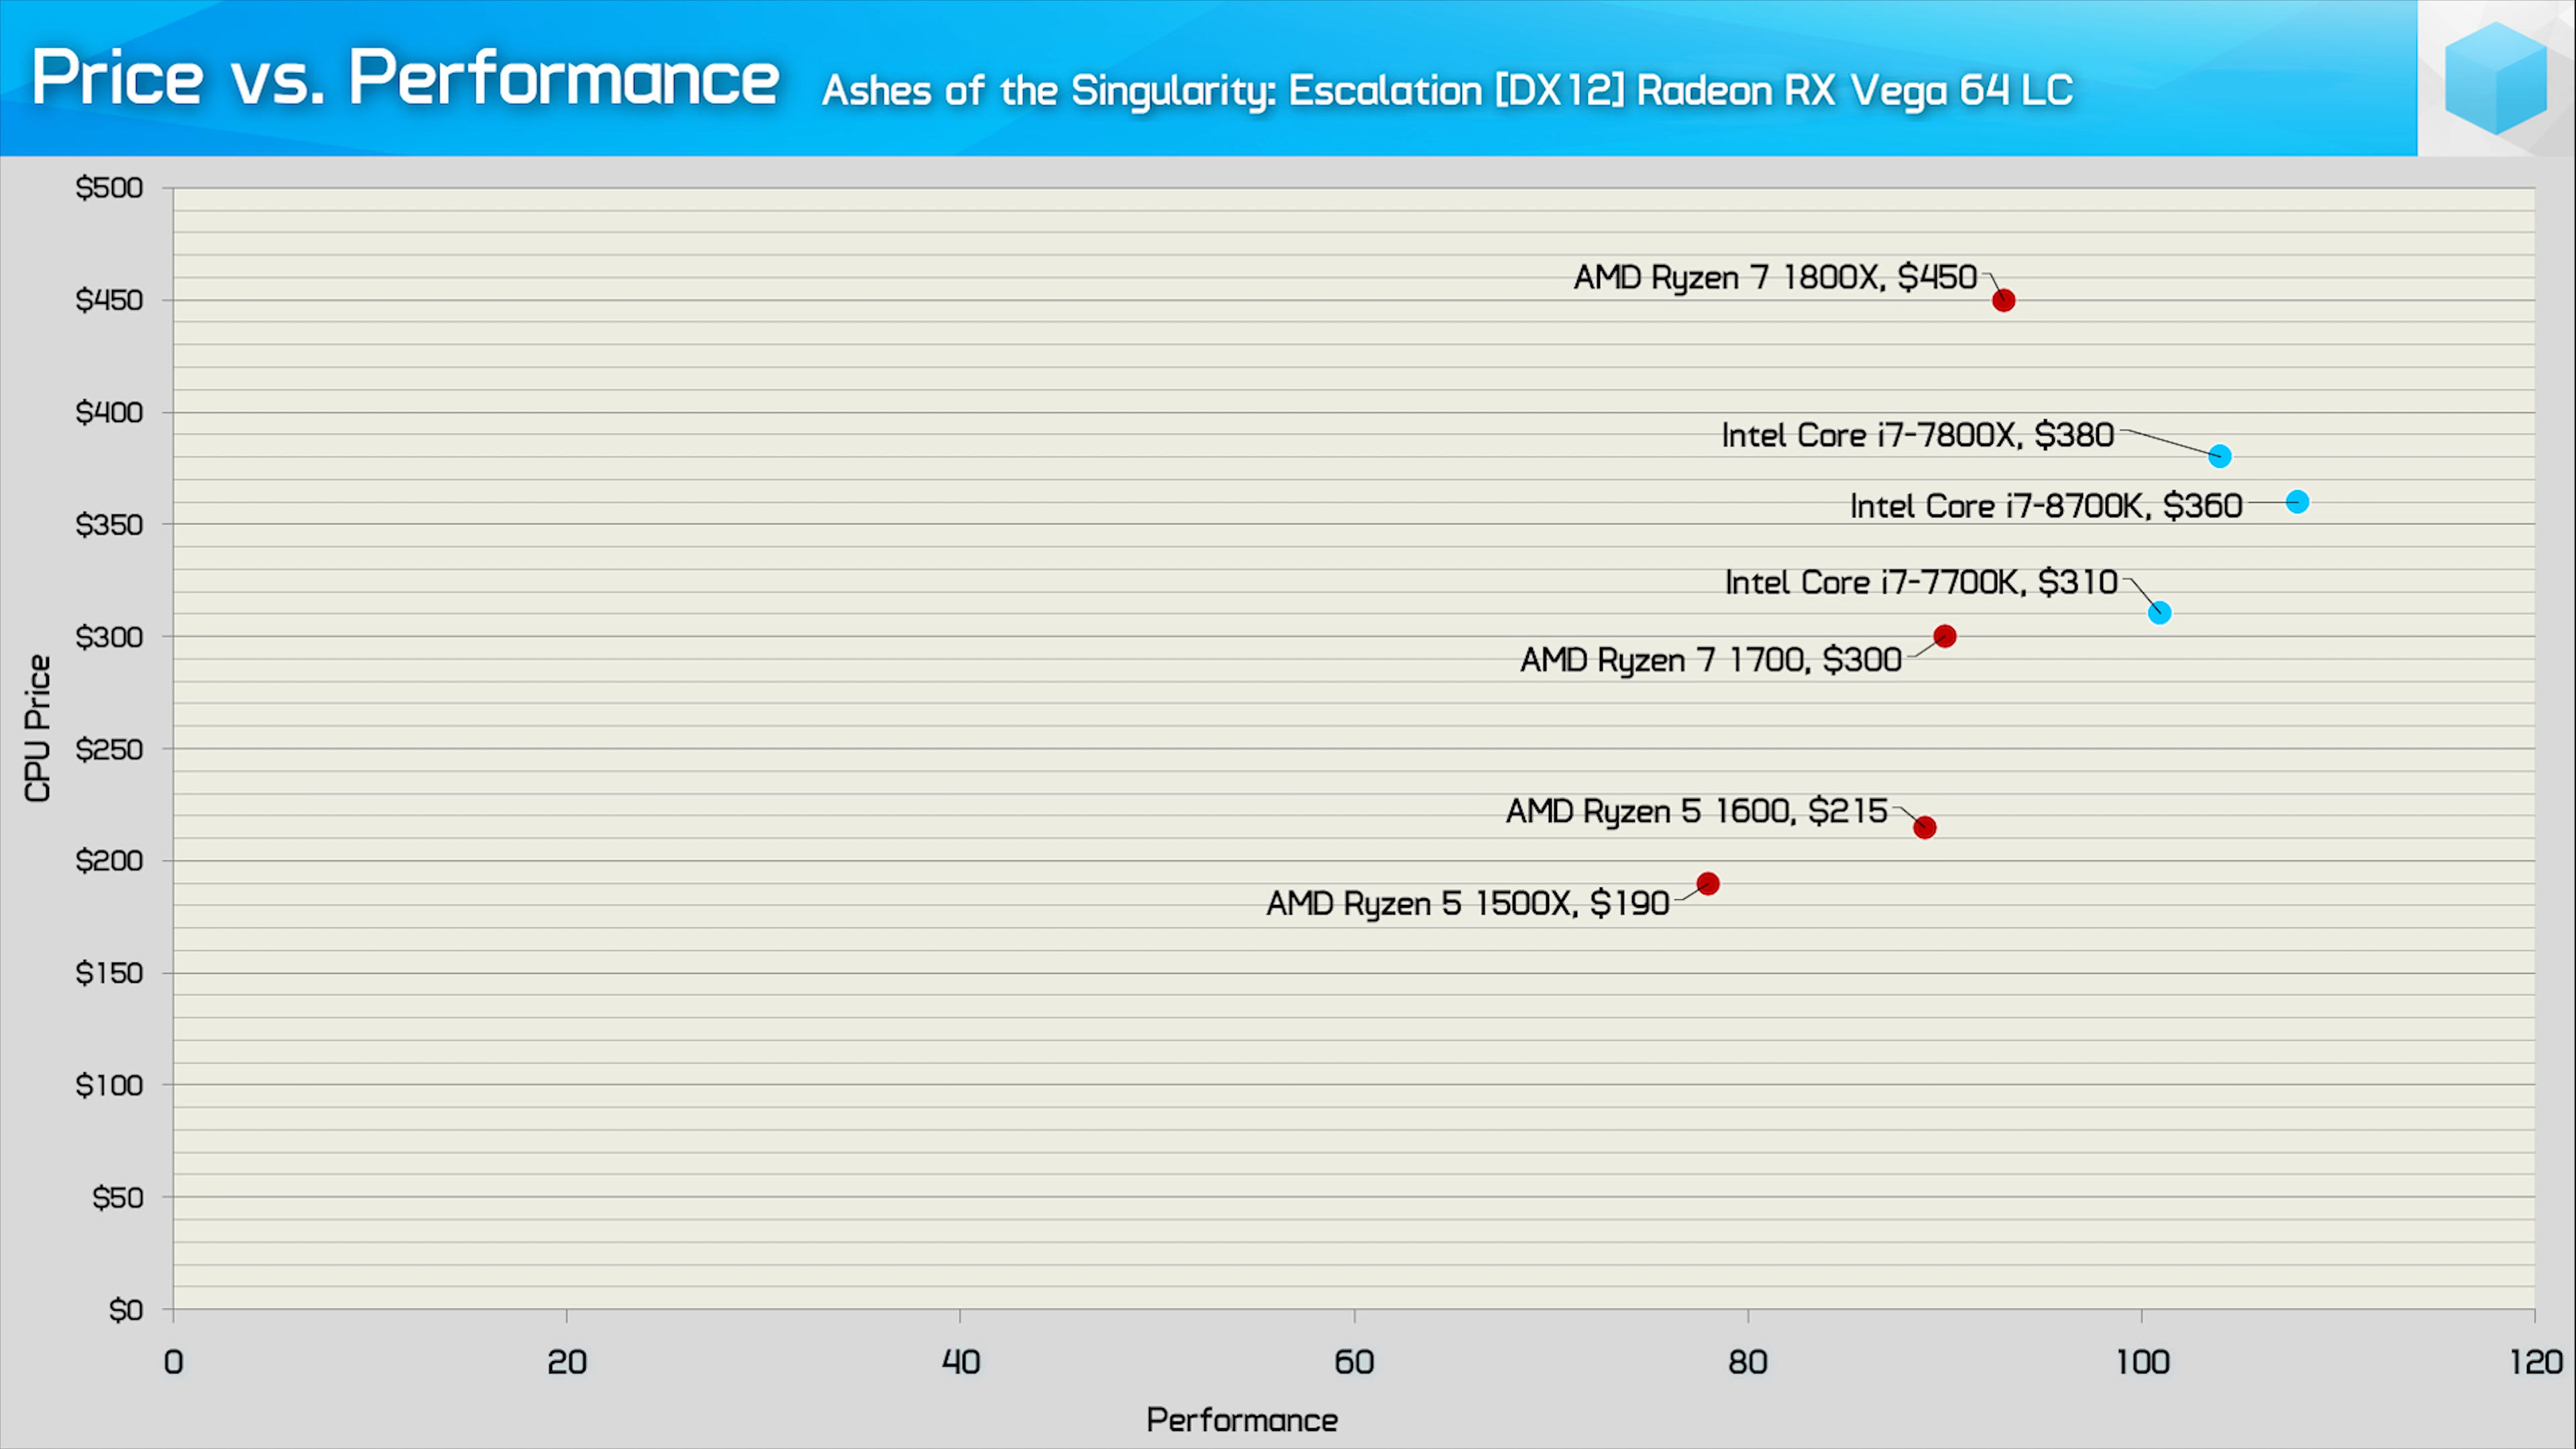 Price vs. Performance Ashes of the Singularity: Escalation [DX12] Radeon RX Vega 64 LC
$500
AMD Ryzen 7 1800X, $450
$450
$400
Intel Core i7-7800X, $380
Intel Core i7-8700K, $360
$350
Intel Core i7-7700K, $310
$300
AMD Ryzen 7 1700, $300
CPU Price
$250
AMD Ryzen 5 1600, $215
$200
AMD Ryzen 5 1500X, $190
$150
$100
$50
$0
0 20 40 60 80 100 120
Performance